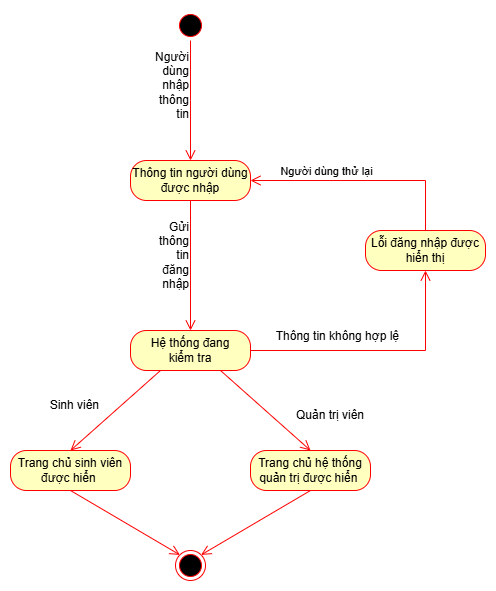 Người
dùng
nhập
thông
tin
Thông tin người dùng
được nhập
Người dùng thử lại
Gửi
thông
tin
đăng
nhập
Lỗi đăng nhập được
hiển thị
Hệ thống đang
kiểm tra
Thông tin không hợp lệ
Sinh viên
Quản trị viên
Trang chủ sinh viên
được hiển
Trang chủ hệ thống
quản trị được hiển